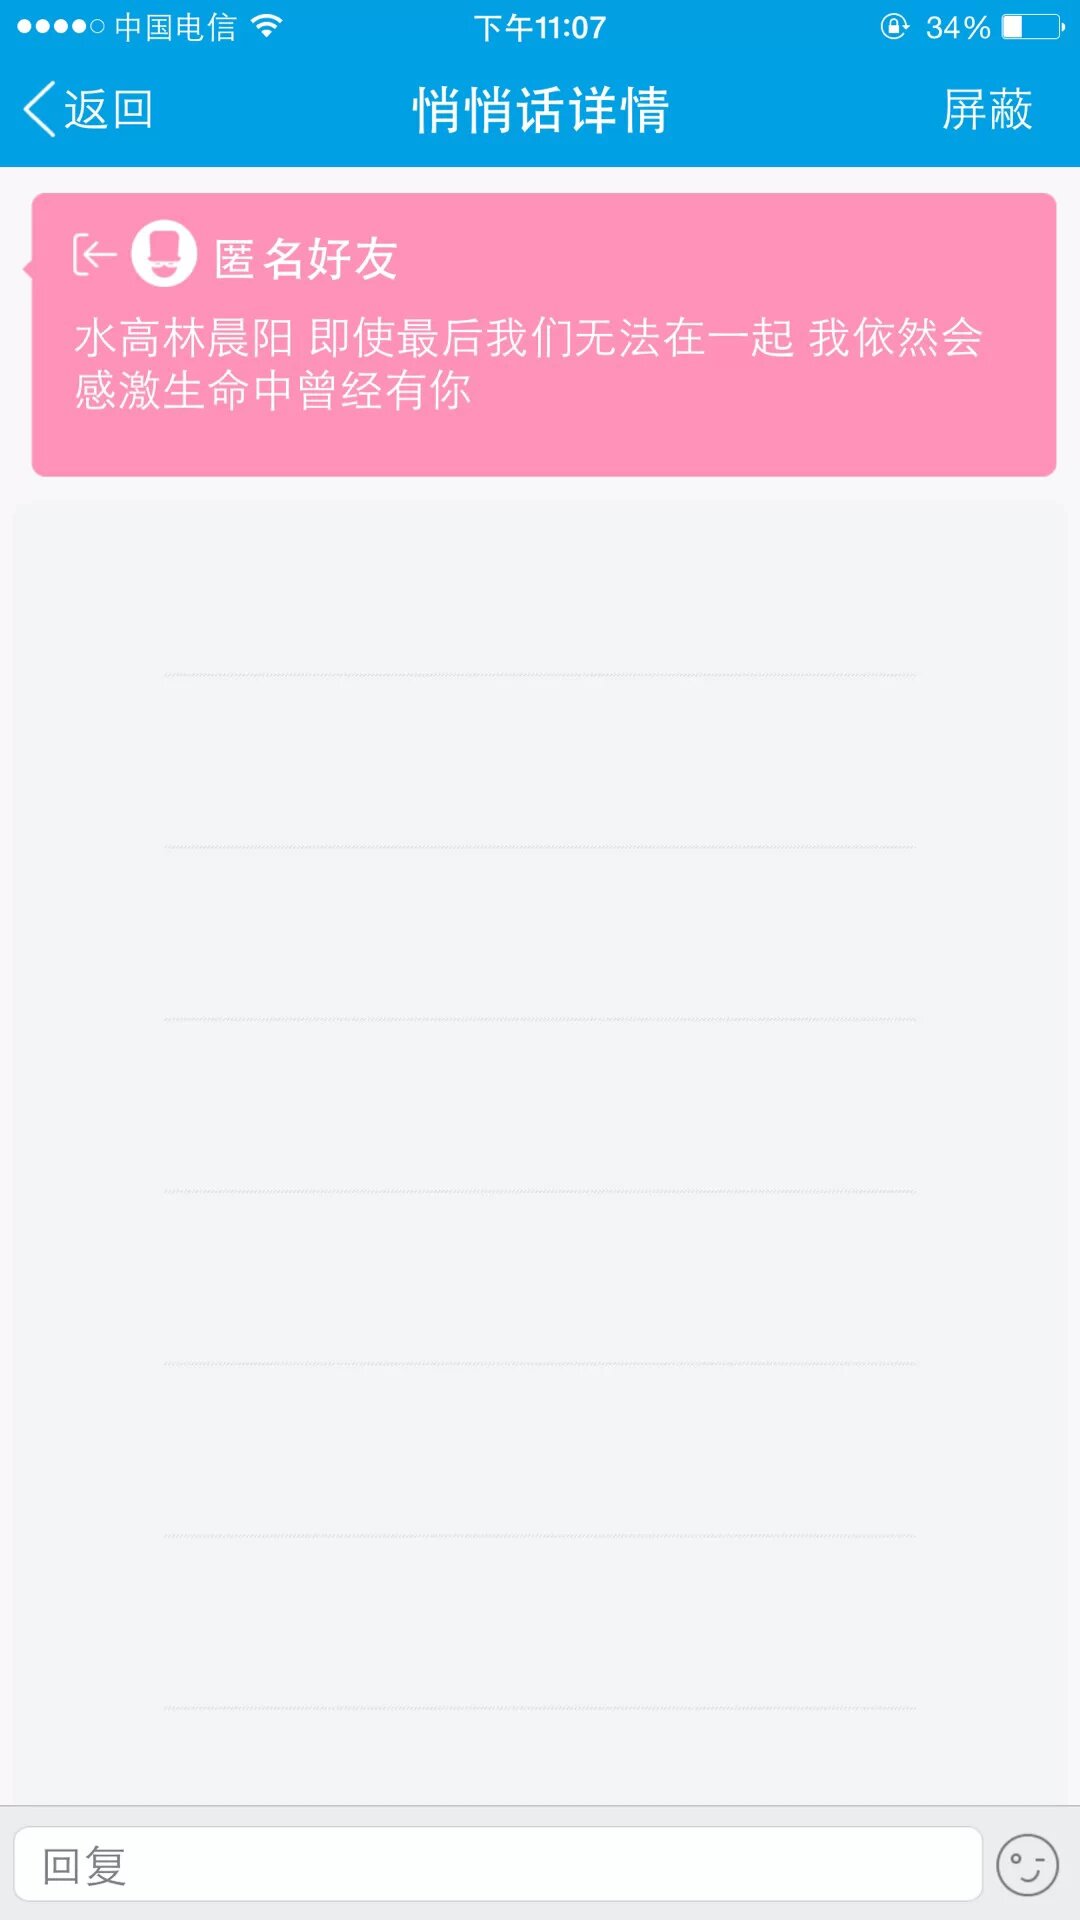 中国电信 下午11:07 34%
返回 悄悄话详情 屏蔽
匿名好友
水高林晨阳 即使最后我们无法在一起 我依然会
感激生命中曾经有你
回复